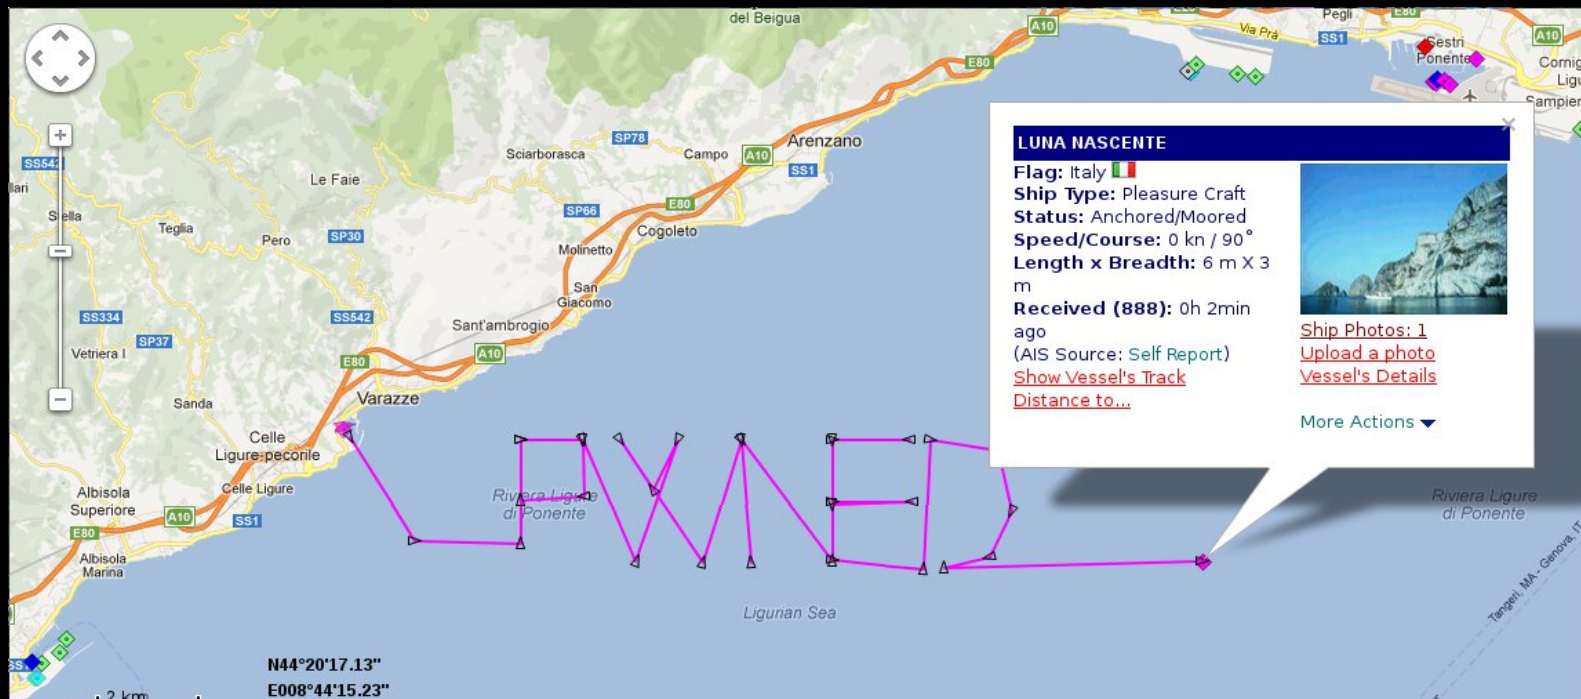 del Beigua
A10
Pegli
E80
Via Prà
SS1
A10
Sestri
Ponente
E80
Sampier
LUNA NASCENTE
Flag: Italy
Ship Type: Pleasure Craft
Status: Anchored/Moored
Speed/Course: 0 kn / 90°
Length x Breadth: 6 m X 3
m
Received (888): 0h 2min
ago
(AIS Source: Self Report)
Show Vessel's Track
Distance to...
Ship Photos: 1
Upload a photo
Vessel's Details
More Actions
SP78
Arenzano
Sciarborasca
Campo
A10
SS1
SS542
Le Faie
Stella
SP66
E80
Teglia
Pero
SP30
Cogoleto
Molinetto
San
Giacomo
SS334
SS542
Sant'ambrogio
SP37
Vetriera I
E80
A10
Sanda
Varazze
Celle
Ligure-pecorile
PWNED
Albisola
Superiore
Celle Ligure
Riviera Ligure
di Ponente
Riviera Ligure
di Ponente
A10
SS1
E80
Albisola
Marina
Ligurian Sea
Tangeri, MA - Genova, IT
N44°20'17.13"
E008°44'15.23"
2 km